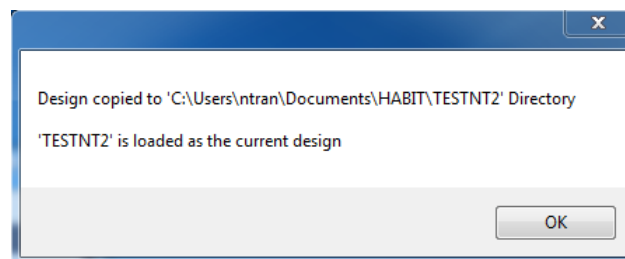 Design copied to 'C:\Users\ntran\Documents\HABIT\TESTNT2' Directory
'TESTNT2' is loaded as the current design
OK